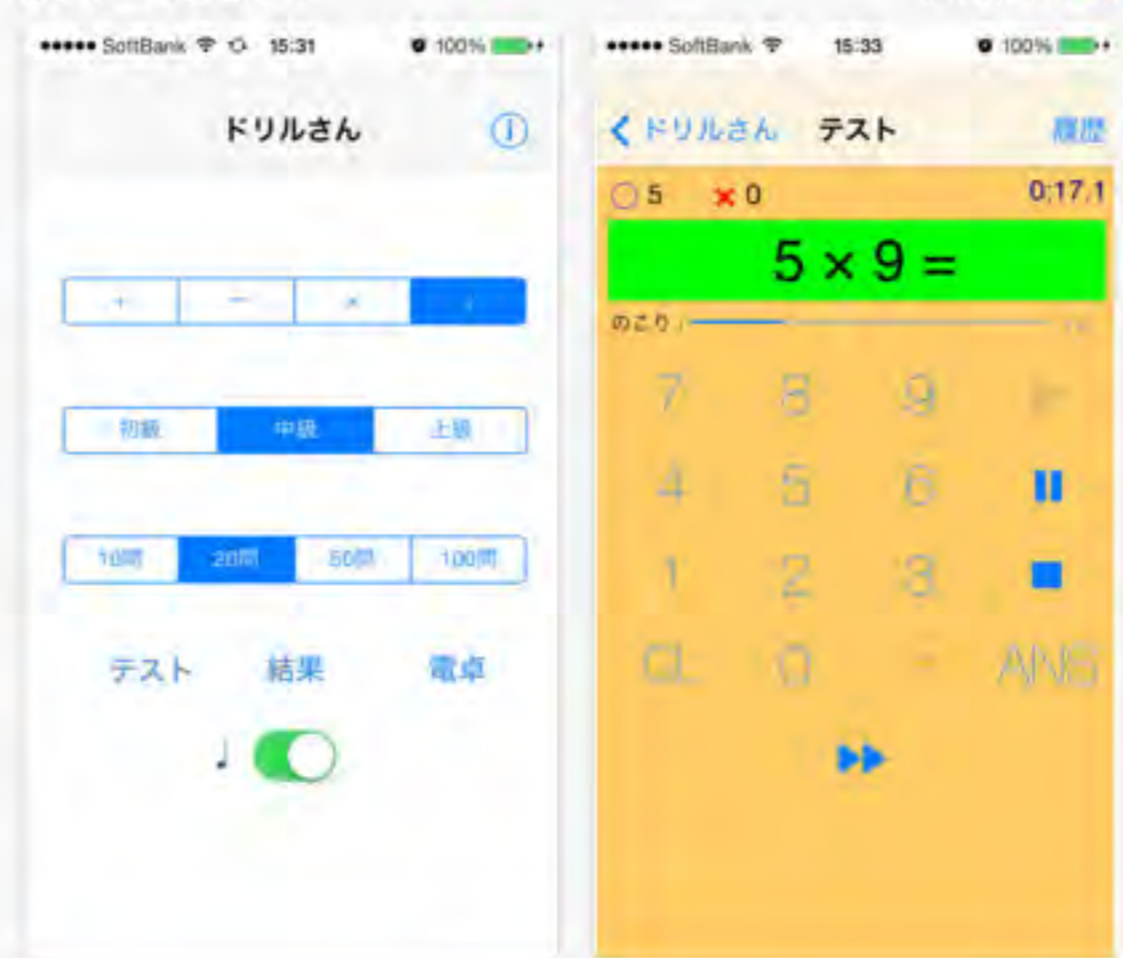 SoftBank 15:31 100%
ドリルさん
+ − × ÷
初級 中級 上級
10問 20問 50問 100問
テスト 結果 電卓
♩
SoftBank 15:33 100%
ドリルさん テスト 履歴
5 × 0 0:17.1
5 × 9 =
のこり
7 8 9
4 5 6
1 2 3
CL 0 ANS